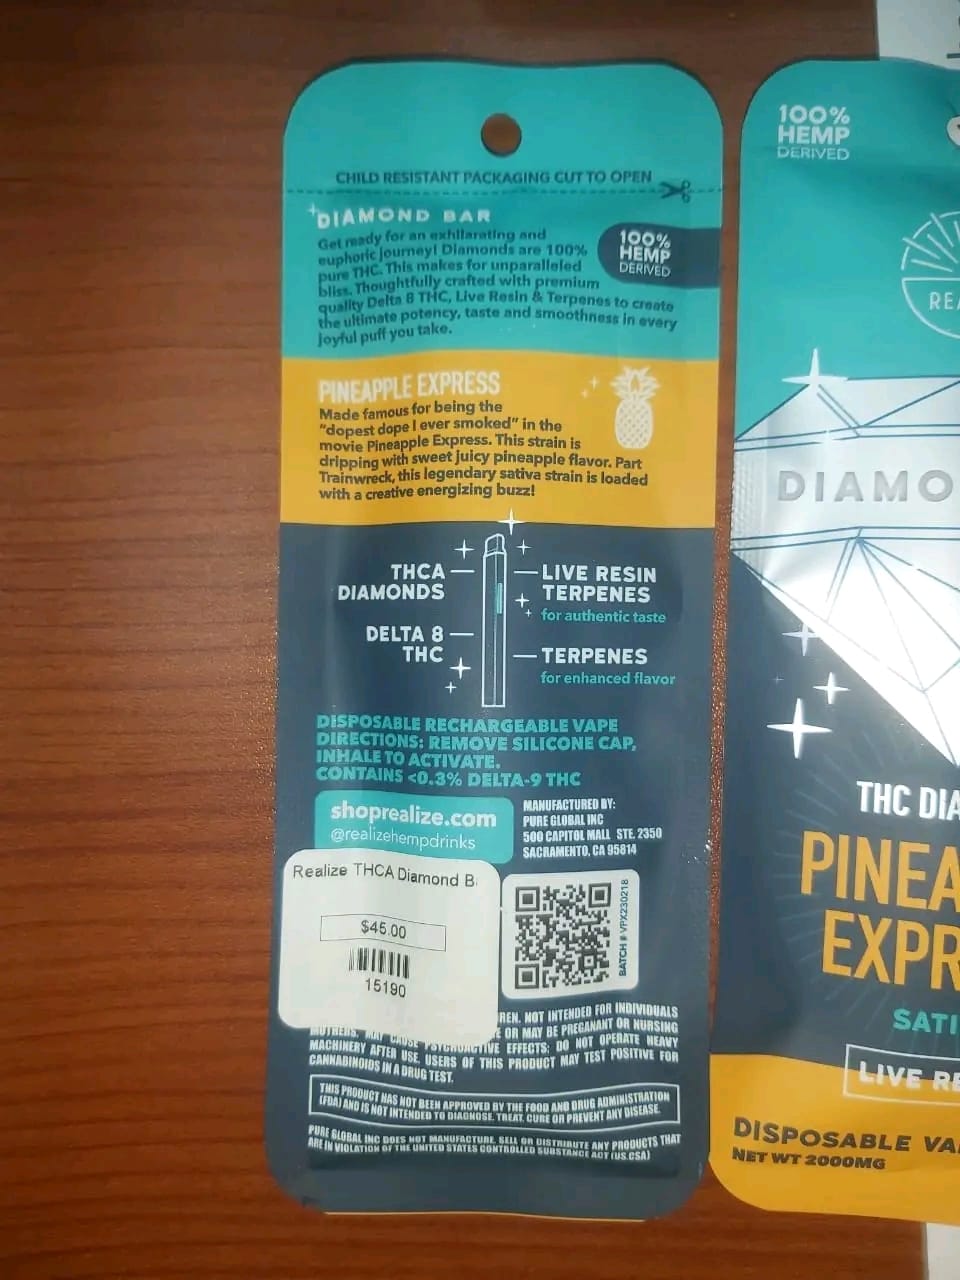 CHILD RESISTANT PACKAGING CUT TO OPEN
DIAMOND BAR
Get ready for an exhilarating and
euphoric journey! Diamonds are 100%
pure THC. This makes for unparalleled
bliss. Thoughtfully crafted with premium
quality Delta 8 THC, Live Resin & Terpenes to create
the ultimate potency, taste and smoothness in every
joyful puff you take.
100%
HEMP
DERIVED
PINEAPPLE EXPRESS
Made famous for being the
"dopest dope I ever smoked" in the
movie Pineapple Express. This strain is
dripping with sweet juicy pineapple flavor. Part
Trainwreck, this legendary sativa strain is loaded
with a creative energizing buzz!
THCA
DIAMONDS
DELTA 8
THC
LIVE RESIN
TERPENES
for authentic taste
TERPENES
for enhanced flavor
DISPOSABLE RECHARGEABLE VAPE
DIRECTIONS: REMOVE SILICONE CAP,
INHALE TO ACTIVATE.
CONTAINS <0.3% DELTA-9 THC
shoprealize.com
@realizehempdrinks
MANUFACTURED BY:
PURE GLOBAL INC
500 CAPITOL MALL STE. 2350
SACRAMENTO, CA 95814
Realize THCA Diamond B
$45.00
15190
BATCH # VPX230218
NOT INTENDED FOR INDIVIDUALS
OR MAY BE PREGANANT OR NURSING
MOTHERS. MAY CAUSE PSYCHOACTIVE EFFECTS; DO NOT OPERATE HEAVY
MACHINERY AFTER USE. USERS OF THIS PRODUCT MAY TEST POSITIVE FOR
CANNABINOIDS IN A DRUG TEST.
THIS PRODUCT HAS NOT BEEN APPROVED BY THE FOOD AND DRUG ADMINISTRATION
(FDA) AND IS NOT INTENDED TO DIAGNOSE, TREAT, CURE OR PREVENT ANY DISEASE.
PURE GLOBAL INC DOES NOT MANUFACTURE, SELL OR DISTRIBUTE ANY PRODUCTS THAT
ARE IN VIOLATION OF THE UNITED STATES CONTROLLED SUBSTANCE ACT (US.CSA)
100%
HEMP
DERIVED
REA
DIAMO
THC DIA
PINEA
EXPR
SATI
LIVE RE
DISPOSABLE VA
NET WT 2000MG